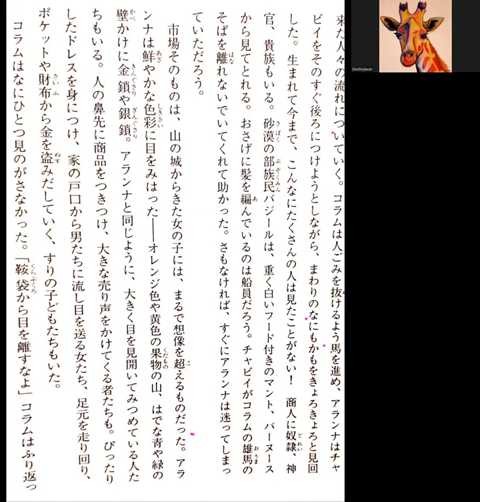 来た人々の流れについていく。コラムは人ごみを抜けるよう馬を進め、アランナはチャ
ビイをそのすぐ後ろにつけようとしながら、まわりのなにもかもをきょろきょろと見回
した。生まれて今まで、こんなにたくさんの人は見たことがない！　商人に奴隷、神
官、貴族もいる。砂漠の部族民バジールは、重く白いフード付きのマント、バーヌース
から見てとれる。おさげに髪を編んでいるのは船員だろう。チャビイがコラムの雄馬の
そばを離れないでいてくれて助かった。さもなければ、すぐにアランナは迷ってしまっ
ていただろう。
市場そのものは、山の城からきた女の子には、まるで想像を超えるものだった。アラ
ンナは鮮やかな色彩に目をみはった――オレンジ色や黄色の果物の山、はでな青や緑の
壁かけに金鎖や銀鎖。アランナと同じように、大きく目を見開いてみつめている人た
ちもいる。人の鼻先に商品をつきつけ、大きな売り声をかけてくる者たちも。ぴったり
したドレスを身につけ、家の戸口から男たちに流し目を送る女たち、足元を走り回り、
ポケットや財布から金を盗みだしていく、すりの子どもたちもいた。
コラムはなにひとつ見のがさなかった。「鞍袋から目を離すなよ」コラムはふり返っ
Destinylacer